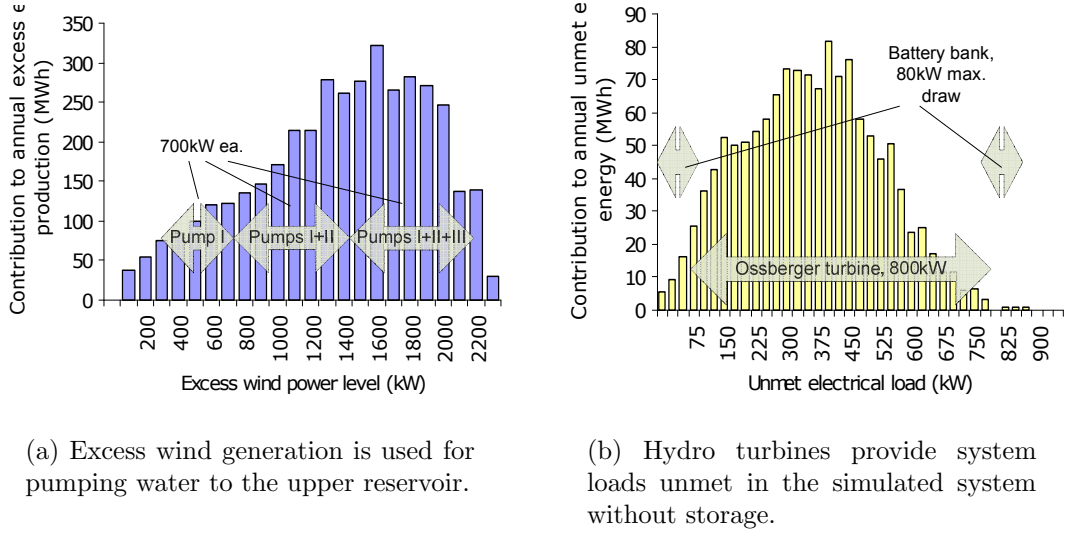 Contribution to annual excess e
production (MWh)
350
300
250
200
150
100
50
0
700kW ea.
Pump I
Pumps I+II
Pumps I+II+III
200
400
600
800
1000
1200
1400
1600
1800
2000
2200
Excess wind power level (kW)
(a) Excess wind generation is used for
pumping water to the upper reservoir.
Contribution to annual unmet e
energy (MWh)
90
80
70
60
50
40
30
20
10
0
Battery bank,
80kW max.
draw
Ossberger turbine, 800kW
75
150
225
300
375
450
525
600
675
750
825
900
Unmet electrical load (kW)
(b) Hydro turbines provide system
loads unmet in the simulated system
without storage.